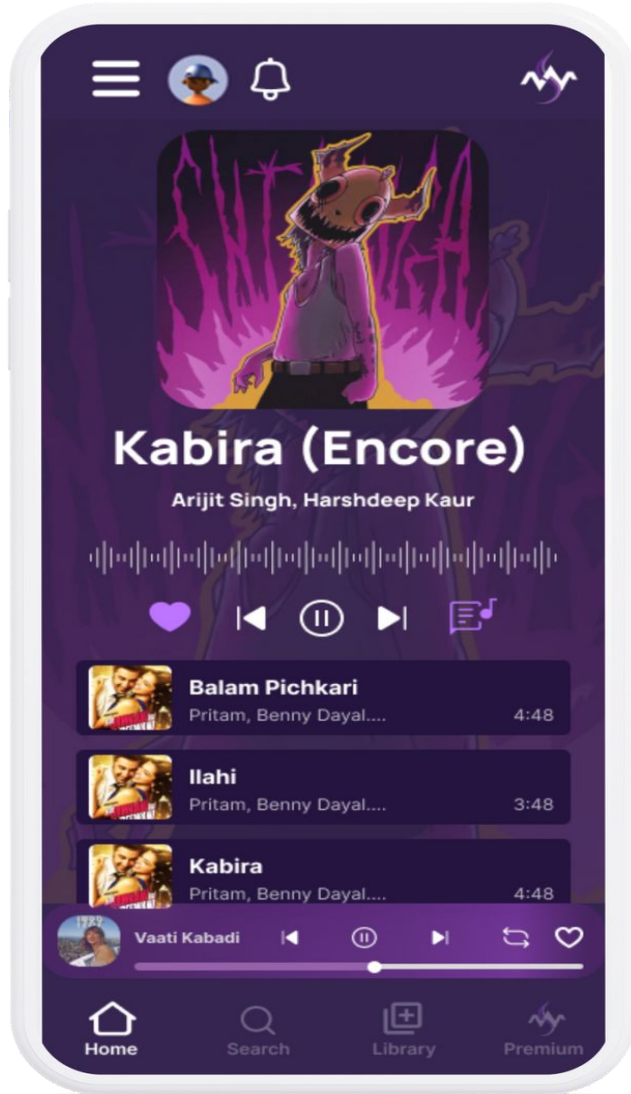 Kabira (Encore)
Arijit Singh, Harshdeep Kaur
Balam Pichkari
Pritam, Benny Dayal....
4:48
Ilahi
Pritam, Benny Dayal....
3:48
Kabira
Pritam, Benny Dayal....
4:48
1989
Vaati Kabadi
Home
Search
Library
Premium